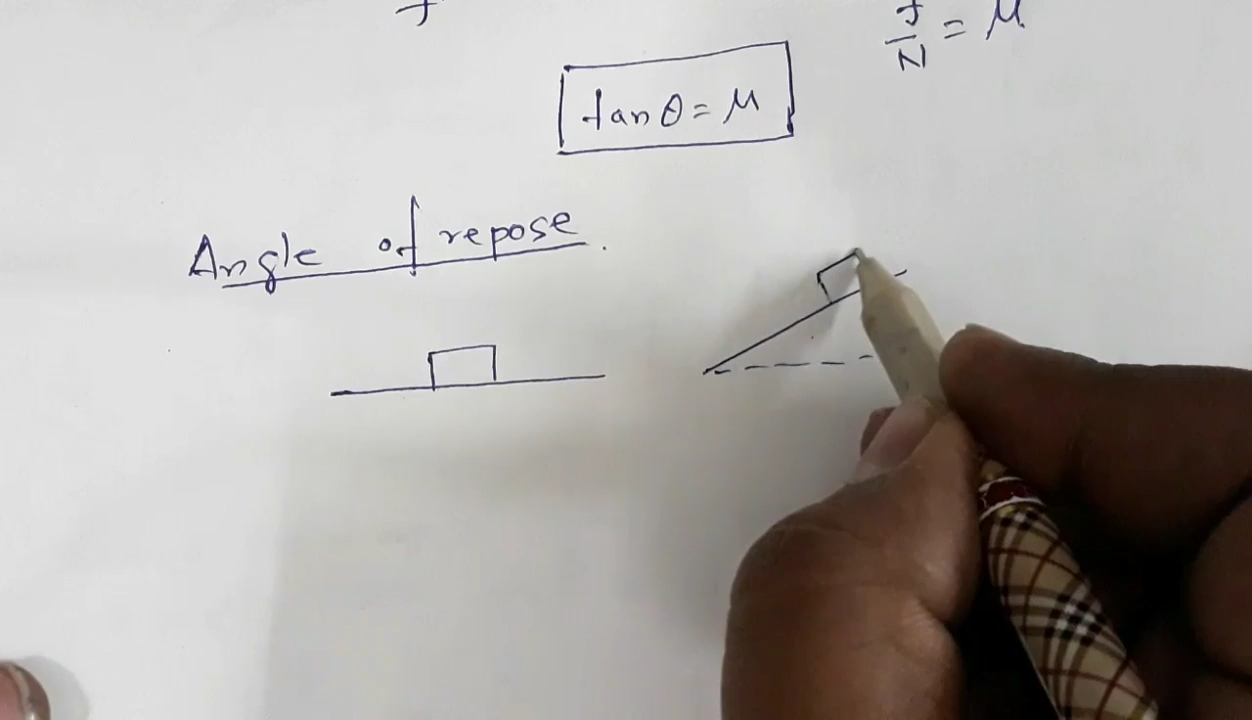 f/N = μ
tan θ = μ
Angle of repose.